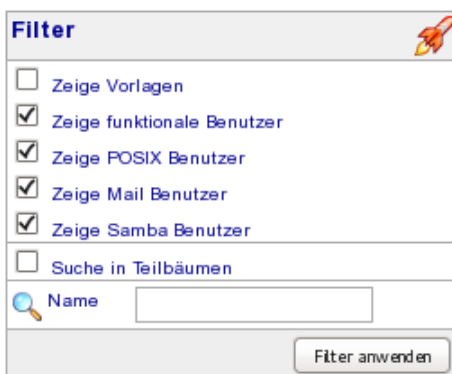 Filter
Zeige Vorlagen
Zeige funktionale Benutzer
Zeige POSIX Benutzer
Zeige Mail Benutzer
Zeige Samba Benutzer
Suche in Teilbäumen
Name
Filter anwenden